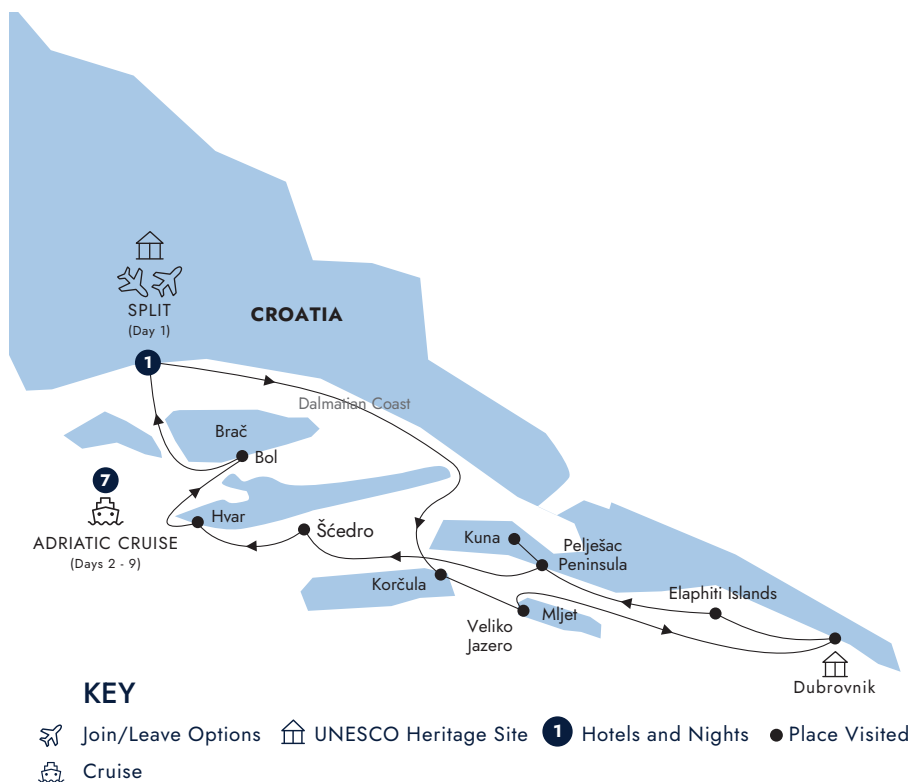 SPLIT
(Day 1)
CROATIA
1
Dalmatian Coast
Brač
Bol
7
ADRIATIC CRUISE
(Days 2 - 9)
Hvar
Šćedro
Kuna
Pelješac
Peninsula
Korčula
Elaphiti Islands
Mljet
Veliko
Jazero
Dubrovnik
KEY
Join/Leave Options
UNESCO Heritage Site
1 Hotels and Nights
Place Visited
Cruise